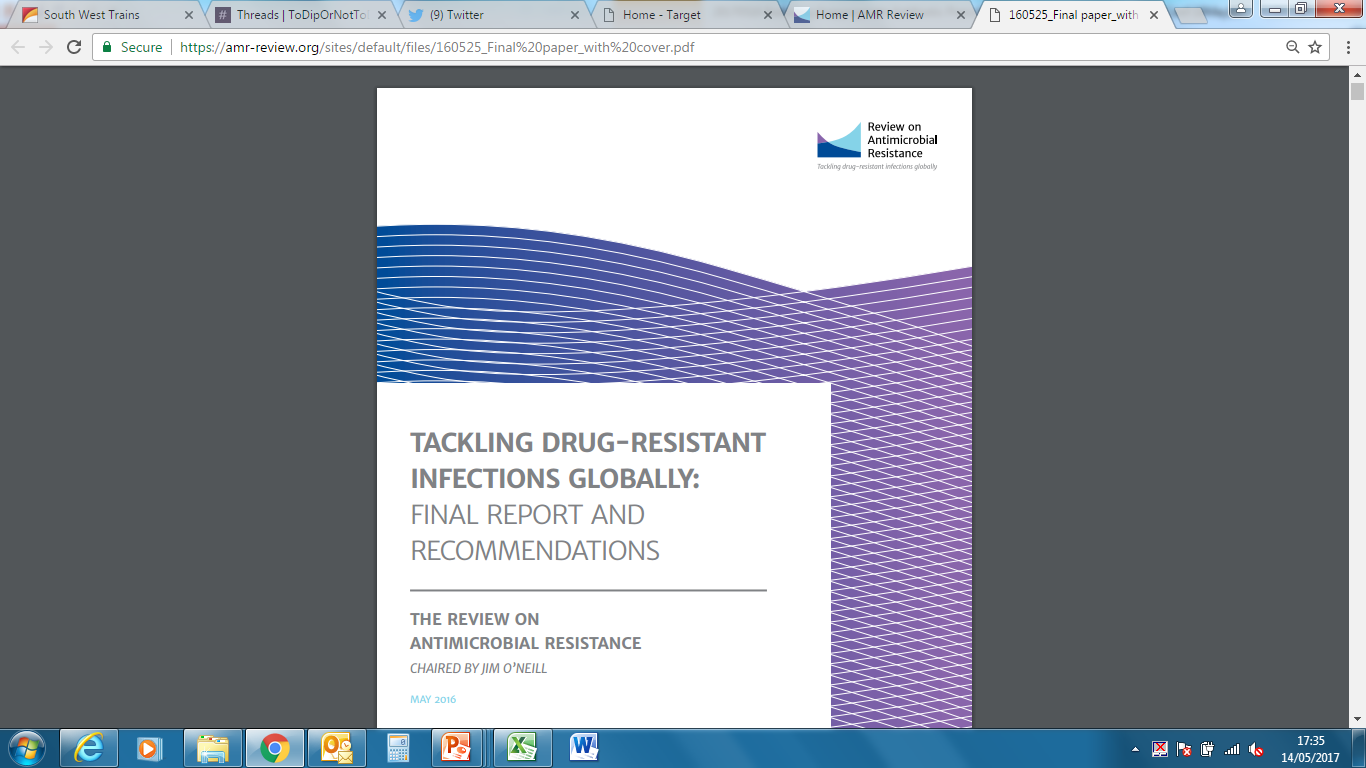 South West Trains
Threads | ToDipOrNotTo
(9) Twitter
Home - Target
Home | AMR Review
160525_Final paper_with
Secure
https://amr-review.org/sites/default/files/160525_Final%20paper_with%20cover.pdf
Review on
Antimicrobial
Resistance
Tackling drug-resistant infections globally
TACKLING DRUG-RESISTANT
INFECTIONS GLOBALLY:
FINAL REPORT AND
RECOMMENDATIONS
THE REVIEW ON
ANTIMICROBIAL RESISTANCE
CHAIRED BY JIM O'NEILL
MAY 2016
17:35
14/05/2017